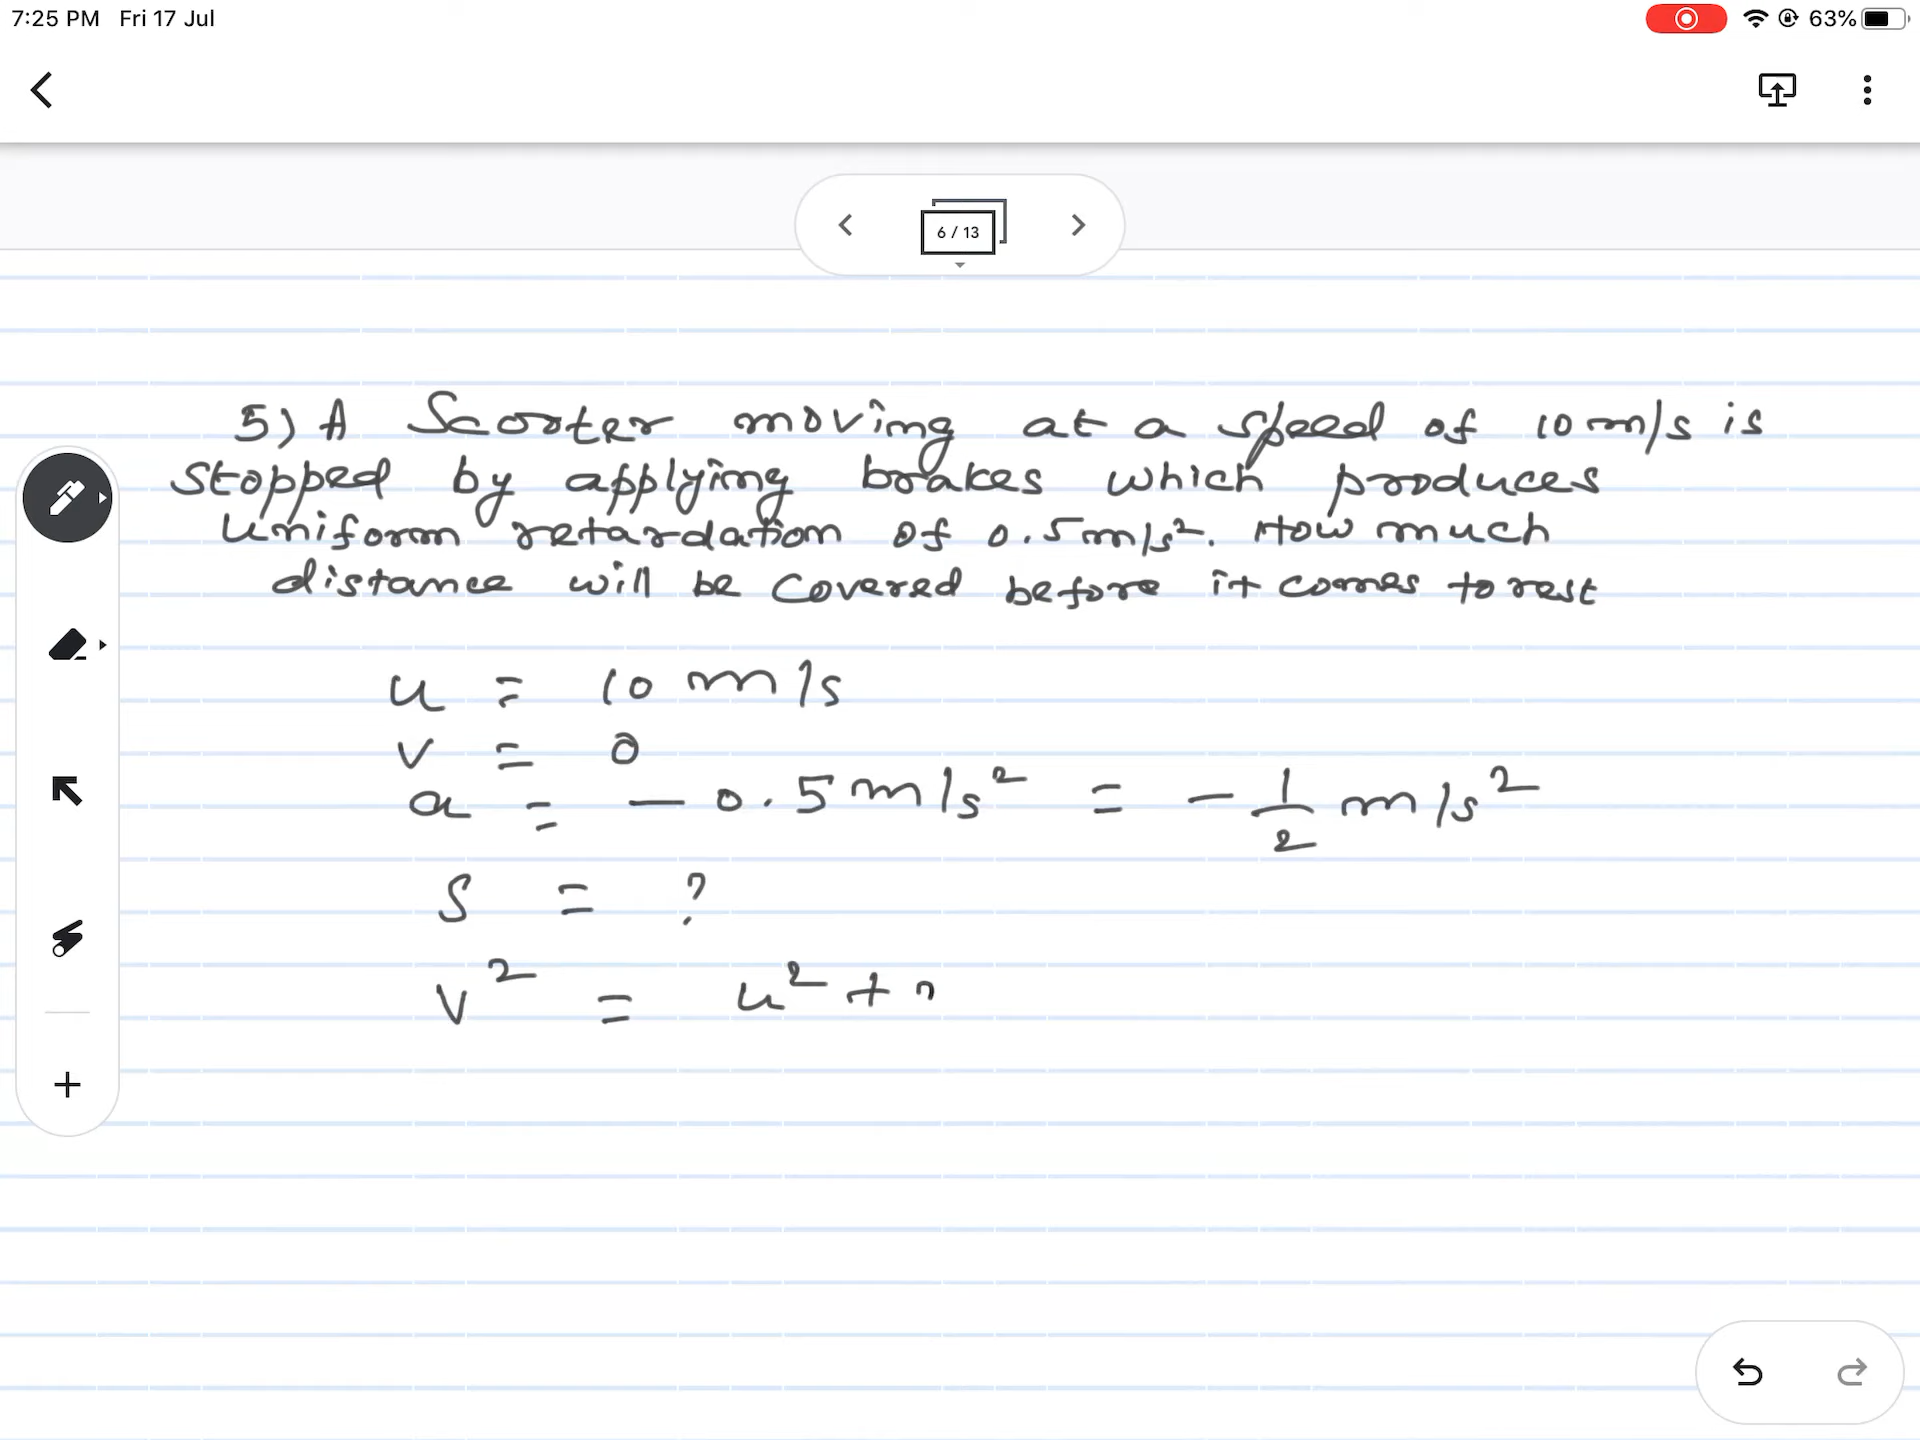 7:25 PM Fri 17 Jul 63%
6 / 13
5) A Scooter moving at a speed of 10 m/s is
stopped by applying brakes which produces
uniform retardation of 0.5 m/s². How much
distance will be covered before it comes to rest
u = 10 m/s
v = 0
a = - 0.5 m/s² = - 1/2 m/s²
S = ?
v² = u² +